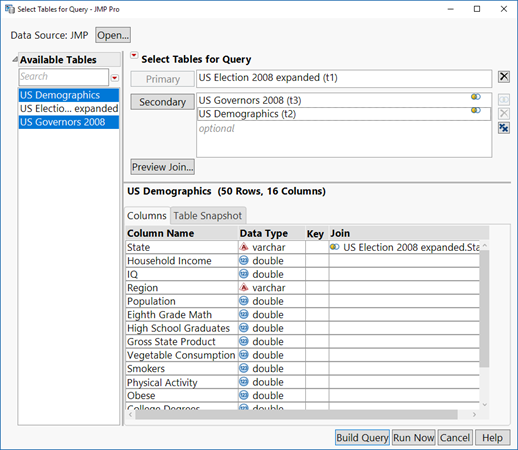 Select Tables for Query - JMP Pro
Data Source: JMP Open...
Available Tables
Search
US Demographics
US Electio... expanded
US Governors 2008
Select Tables for Query
Primary US Election 2008 expanded (t1)
Secondary US Governors 2008 (t3)
US Demographics (t2)
optional
Preview Join...
US Demographics (50 Rows, 16 Columns)
Columns Table Snapshot
Column Name Data Type Key Join
State varchar US Election 2008 expanded.Sta
Household Income double
IQ double
Region varchar
Population double
Eighth Grade Math double
High School Graduates double
Gross State Product double
Vegetable Consumption double
Smokers double
Physical Activity double
Obese double
College Degrees double
Build Query Run Now Cancel Help